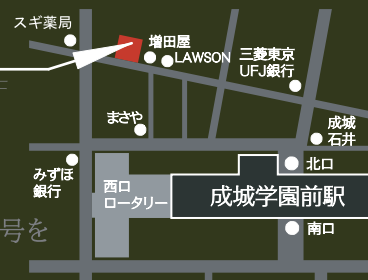 スギ薬局
増田屋
LAWSON
三菱東京
UFJ銀行
まさや
成城
石井
みずほ
銀行
西口
ロータリー
北口
成城学園前駅
南口
号を